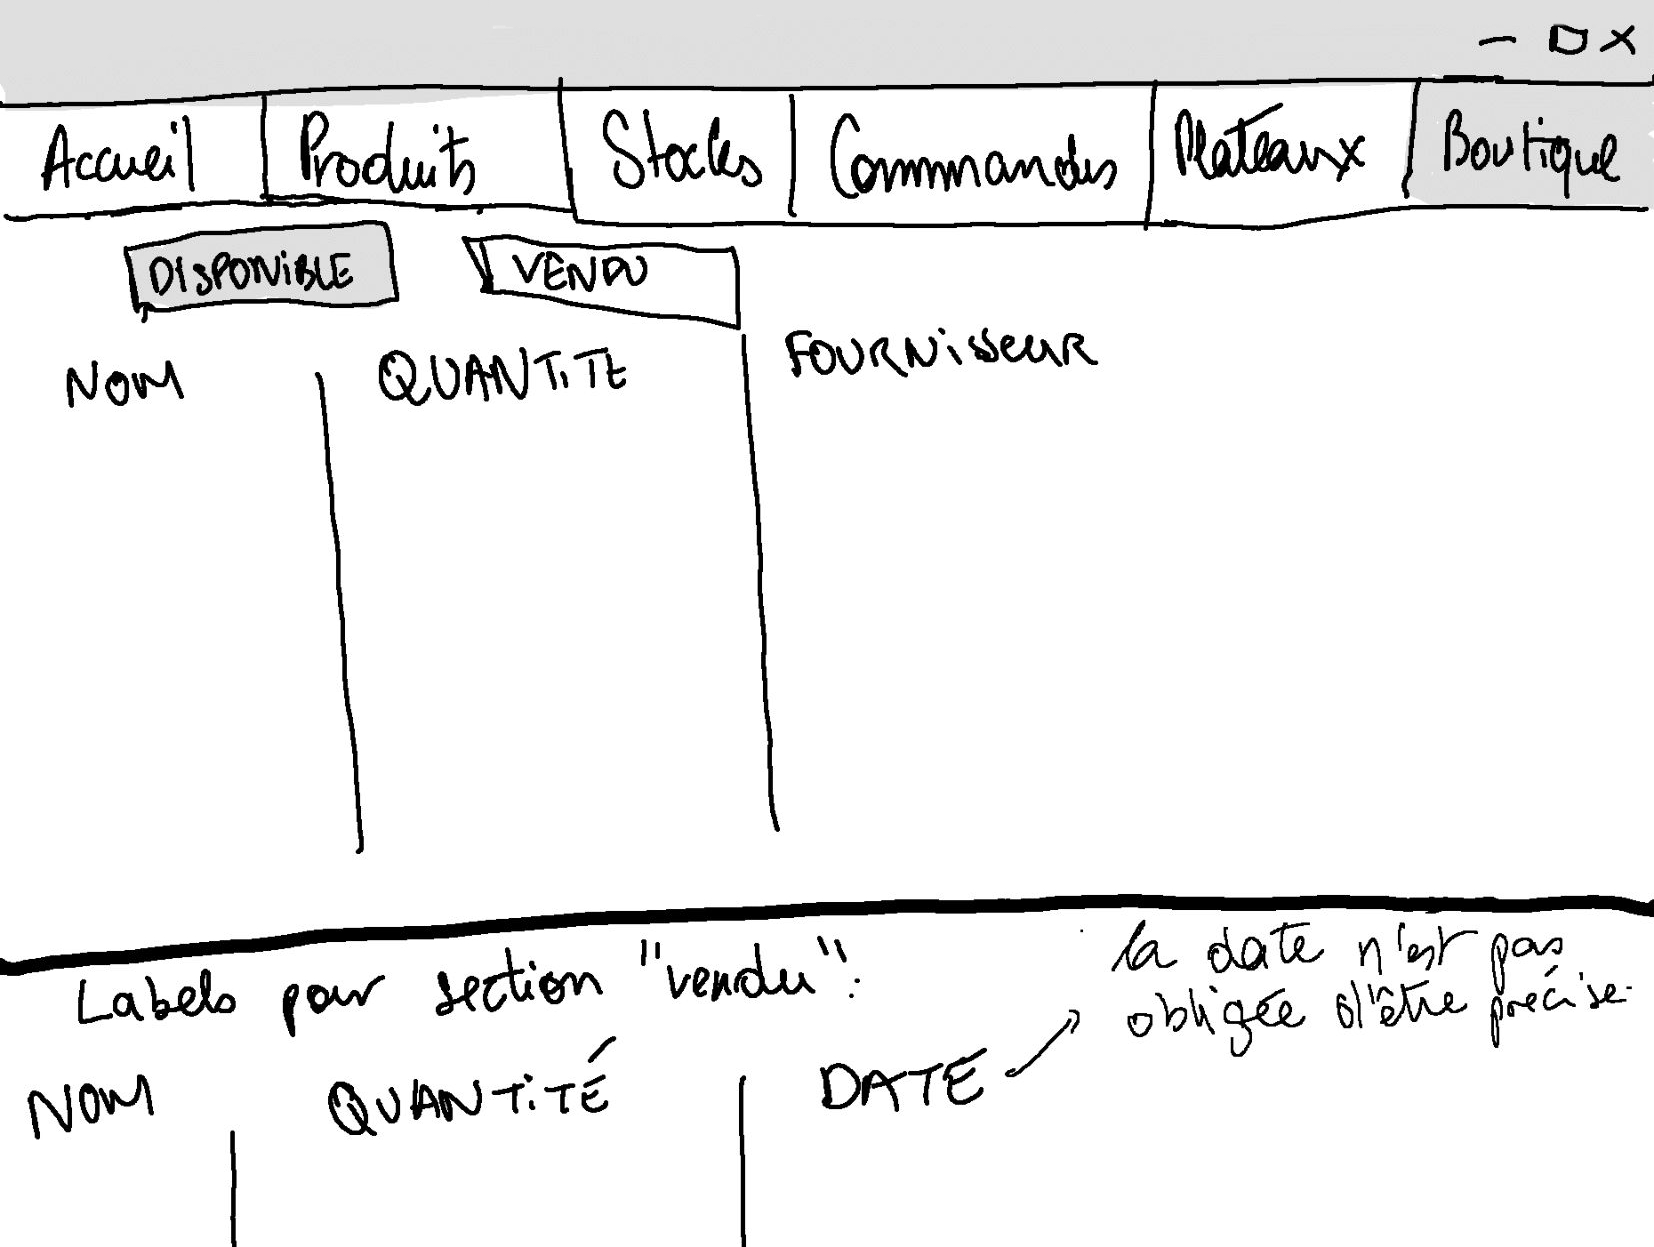 Accueil Produits Stocks Commandes Plateaux Boutique
DISPONiBLE VENDU
NOM QUANTITE FOURNisseuR
Labels pour section "vendu":
la date n'est pas
obligée d'être précise.
NOM QUANTiTÉ DATE